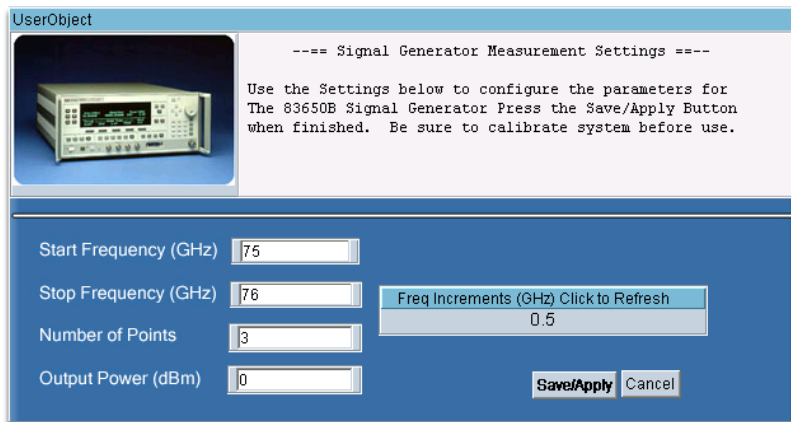 UserObject
--== Signal Generator Measurement Settings ==--
Use the Settings below to configure the parameters for
The 83650B Signal Generator Press the Save/Apply Button
when finished.  Be sure to calibrate system before use.
Start Frequency (GHz) 75
Stop Frequency (GHz) 76
Freq Increments (GHz) Click to Refresh
0.5
Number of Points 3
Output Power (dBm) 0
Save/Apply Cancel